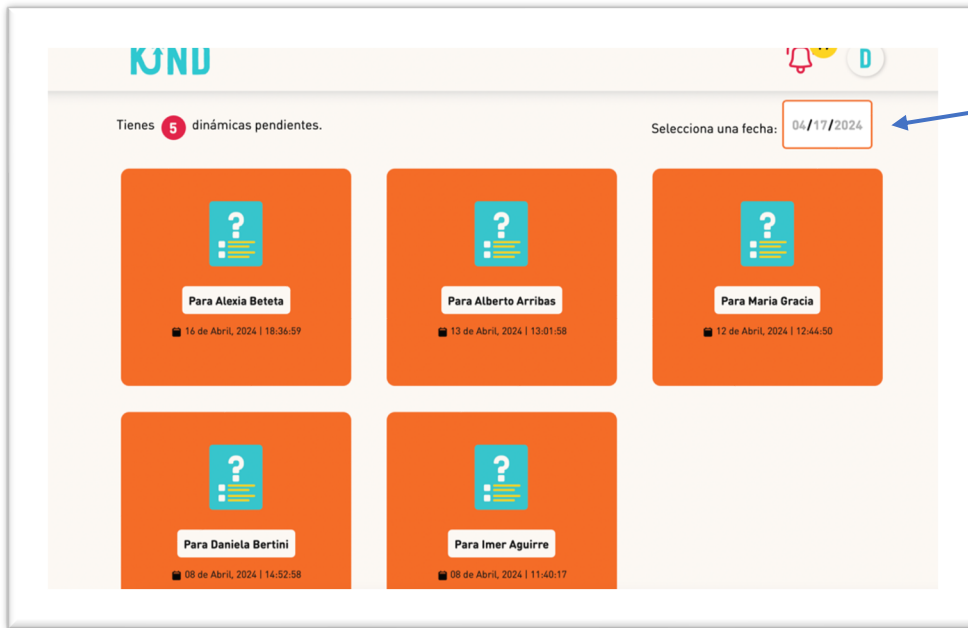 KIND
D
Tienes 5 dinámicas pendientes.
Selecciona una fecha: 04/17/2024
?
?
?
Para Alexia Beteta
Para Alberto Arribas
Para Maria Gracia
16 de Abril, 2024 | 18:36:59
13 de Abril, 2024 | 13:01:58
12 de Abril, 2024 | 12:44:50
?
?
Para Daniela Bertini
Para Imer Aguirre
08 de Abril, 2024 | 14:52:58
08 de Abril, 2024 | 11:40:17